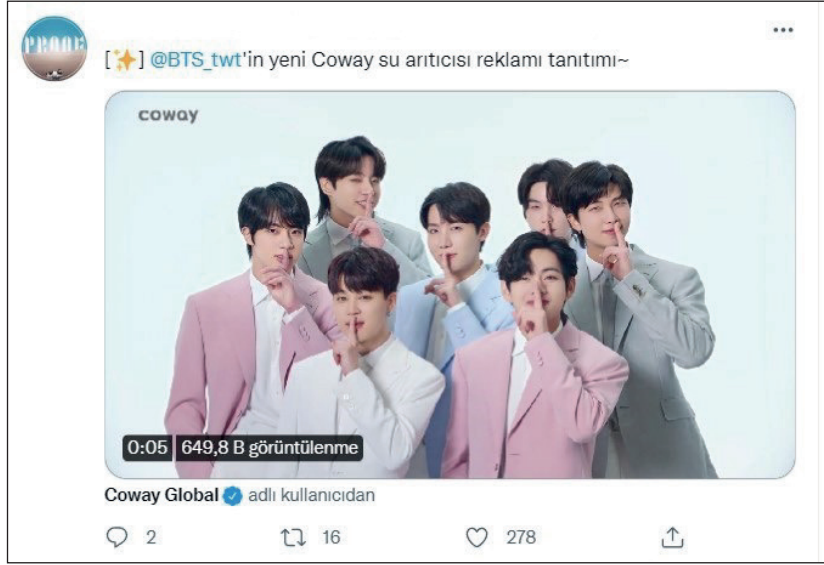 PROOF
[✨] @BTS_twt'in yeni Coway su arıtıcısı reklamı tanıtımı~
coway
0:05 649,8 B görüntülenme
Coway Global adlı kullanıcıdan
2 16 278